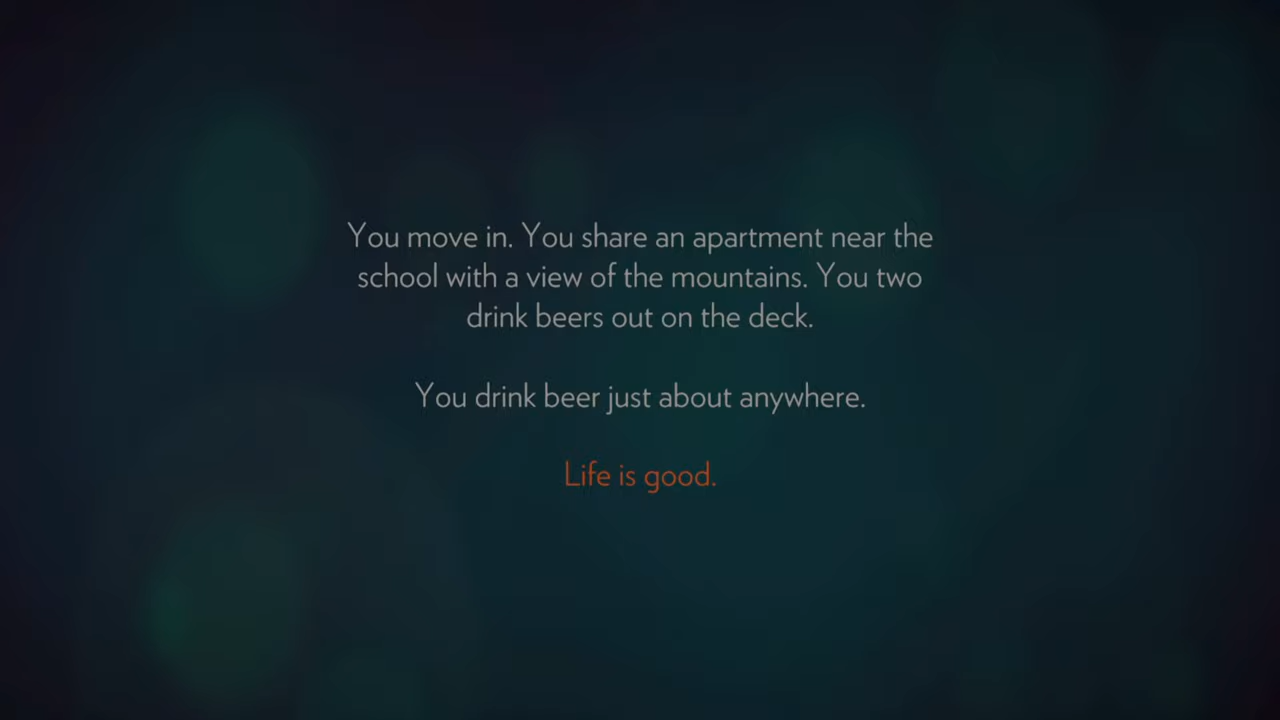 You move in. You share an apartment near the
school with a view of the mountains. You two
drink beers out on the deck.
You drink beer just about anywhere.
Life is good.